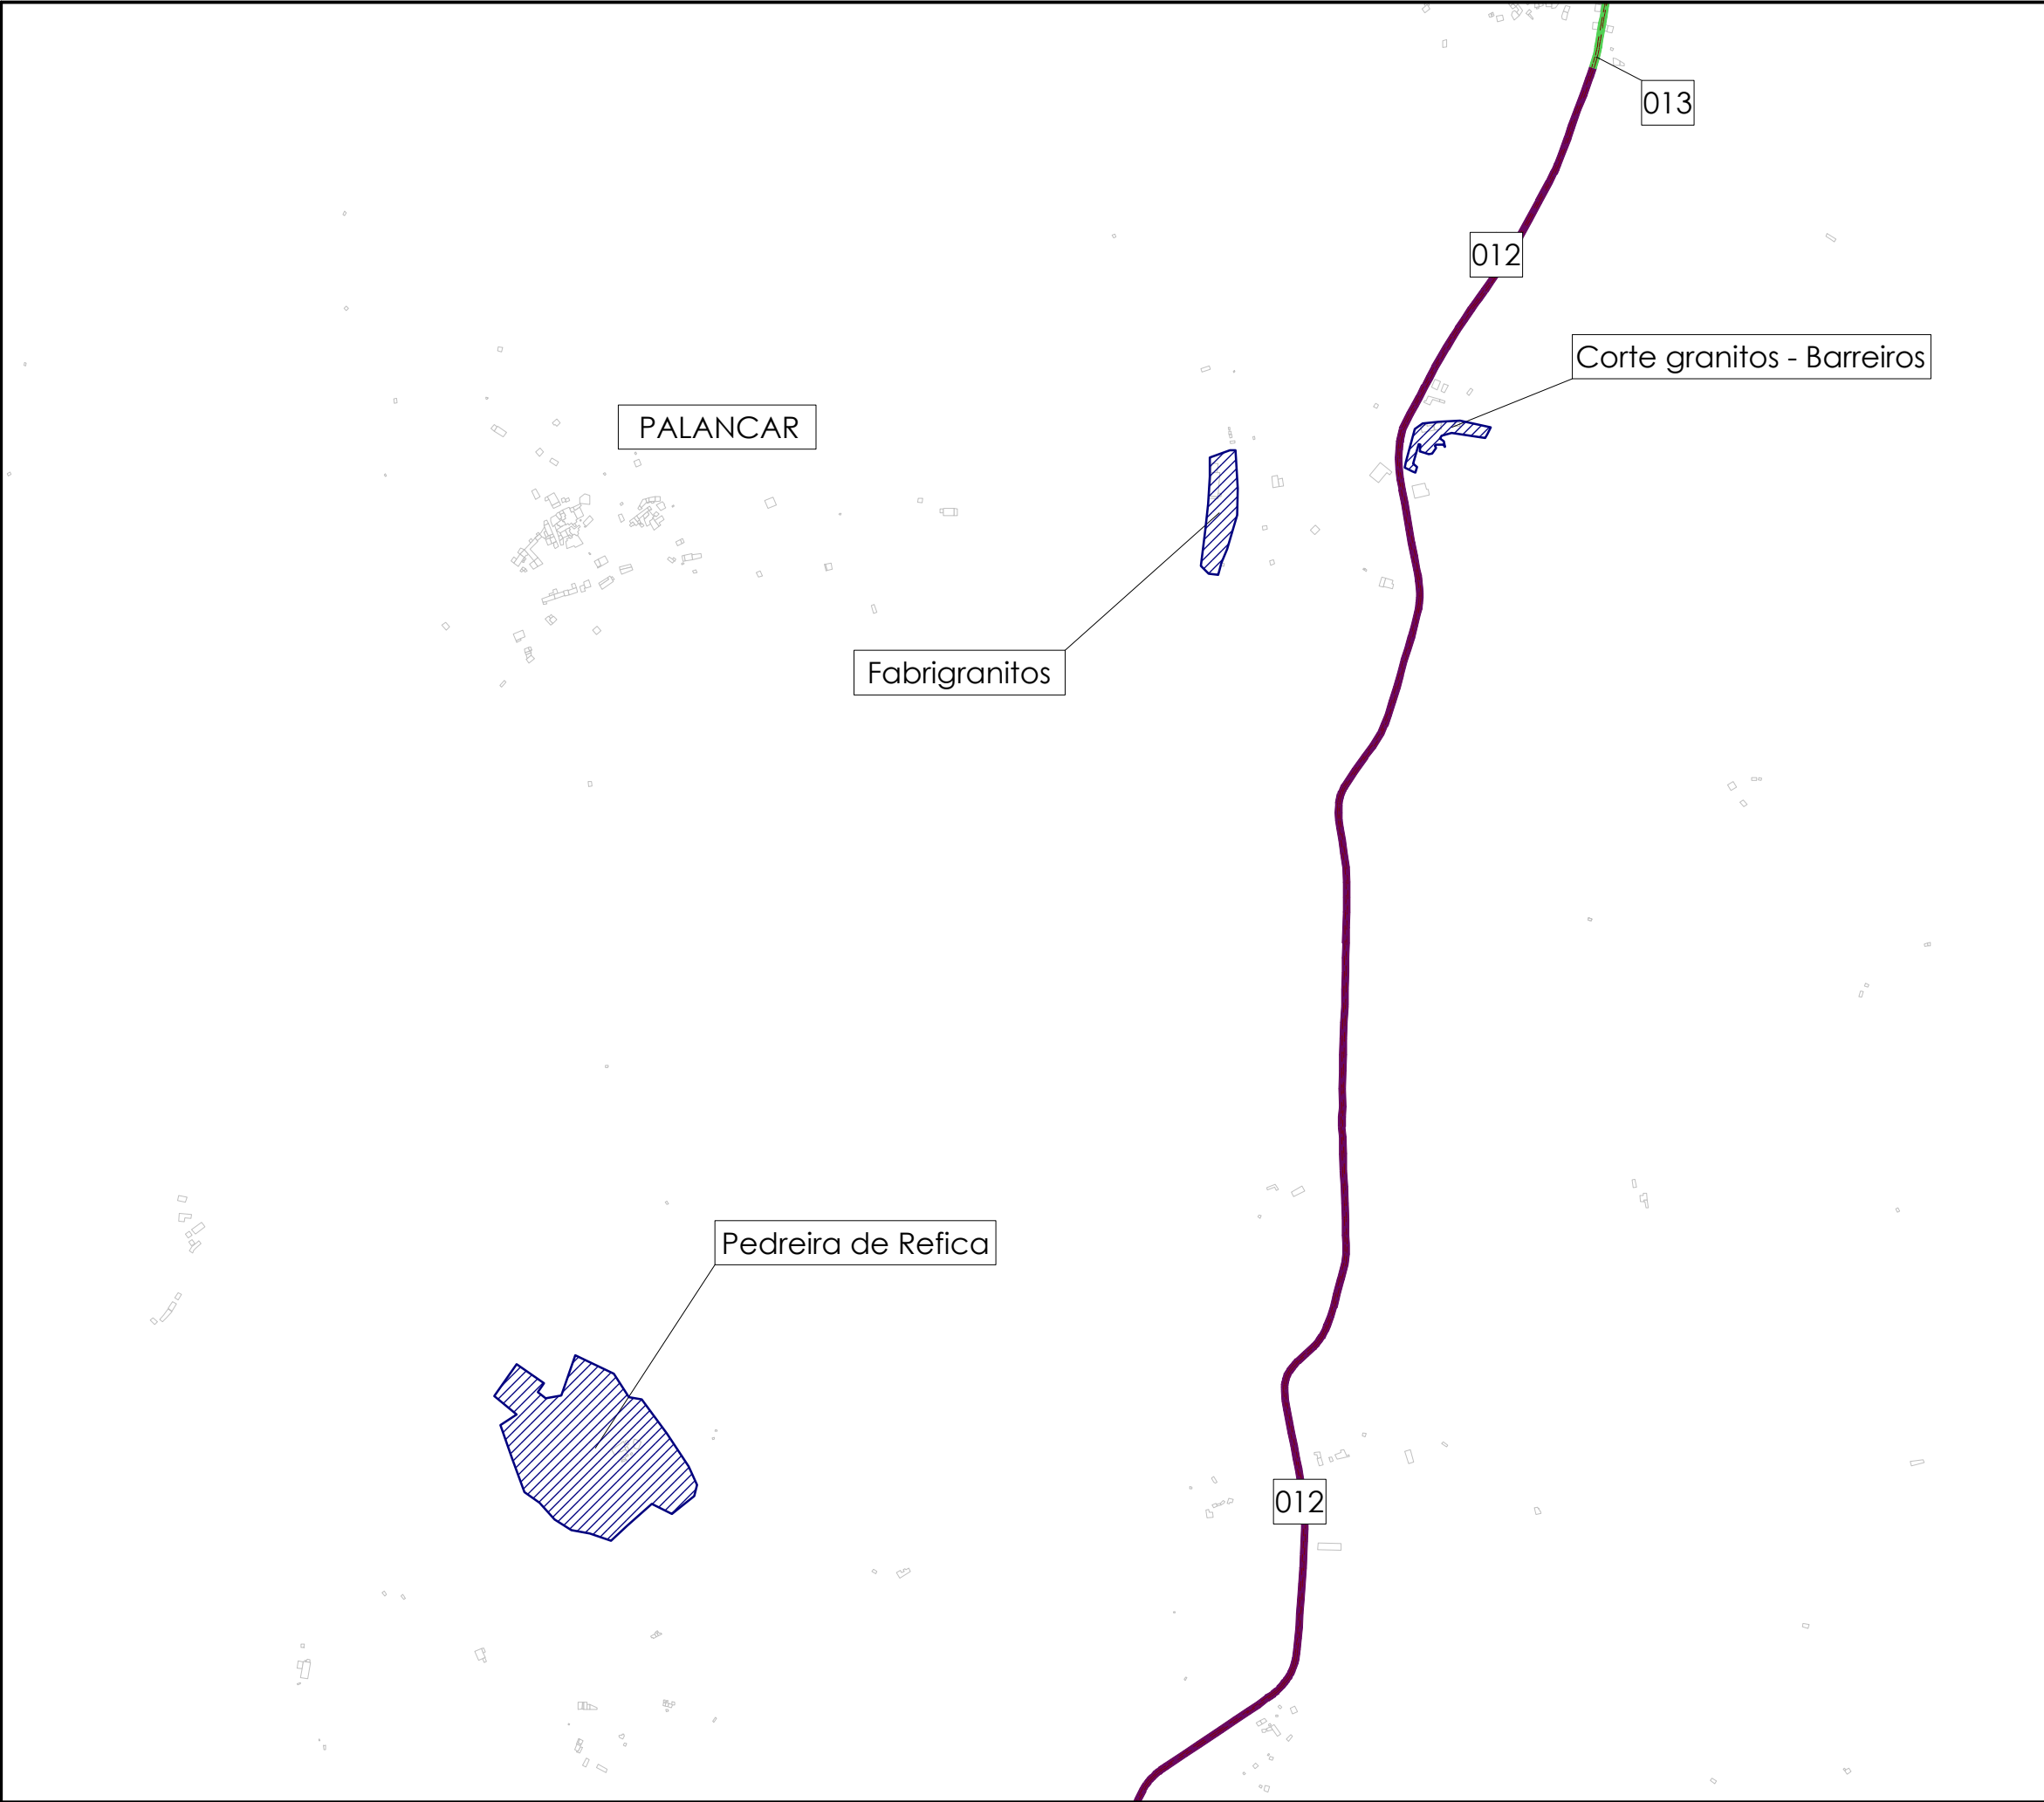 013
012
Corte granitos - Barreiros
PALANCAR
Fabrigranitos
Pedreira de Refica
012